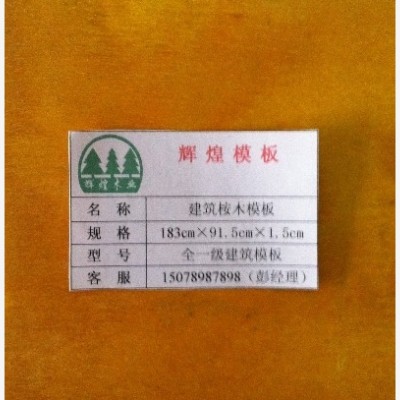 辉煌模板
辉煌木业
名称 建筑桉木模板
规格 183cm×91.5cm×1.5cm
型号 全一级建筑模板
客服 15078987898（彭经理）